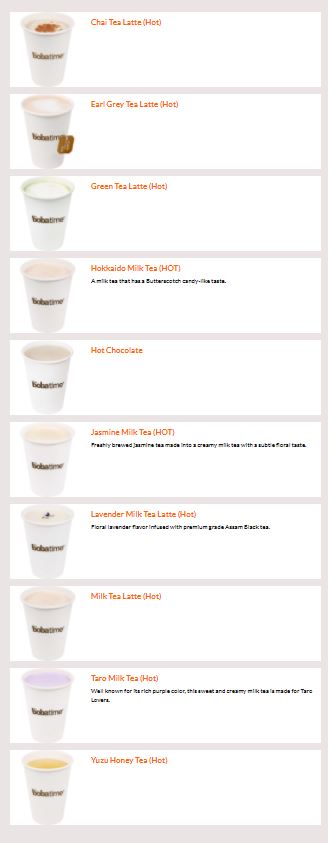 Chai Tea Latte (Hot)
bobatime
Earl Grey Tea Latte (Hot)
bobatime
Green Tea Latte (Hot)
bobatime
Hokkaido Milk Tea (HOT)
A milk tea that has a Butterscotch candy-like taste.
bobatime
Hot Chocolate
bobatime
Jasmine Milk Tea (HOT)
Freshly brewed jasmine tea made into a creamy milk tea with a subtle floral taste.
bobatime
Lavender Milk Tea Latte (Hot)
Floral lavender flavor infused with premium grade Assam Black tea.
bobatime
Milk Tea Latte (Hot)
bobatime
Taro Milk Tea (Hot)
Well known for its rich purple color, this sweet and creamy milk tea is made for Taro
Lovers.
bobatime
Yuzu Honey Tea (Hot)
bobatime